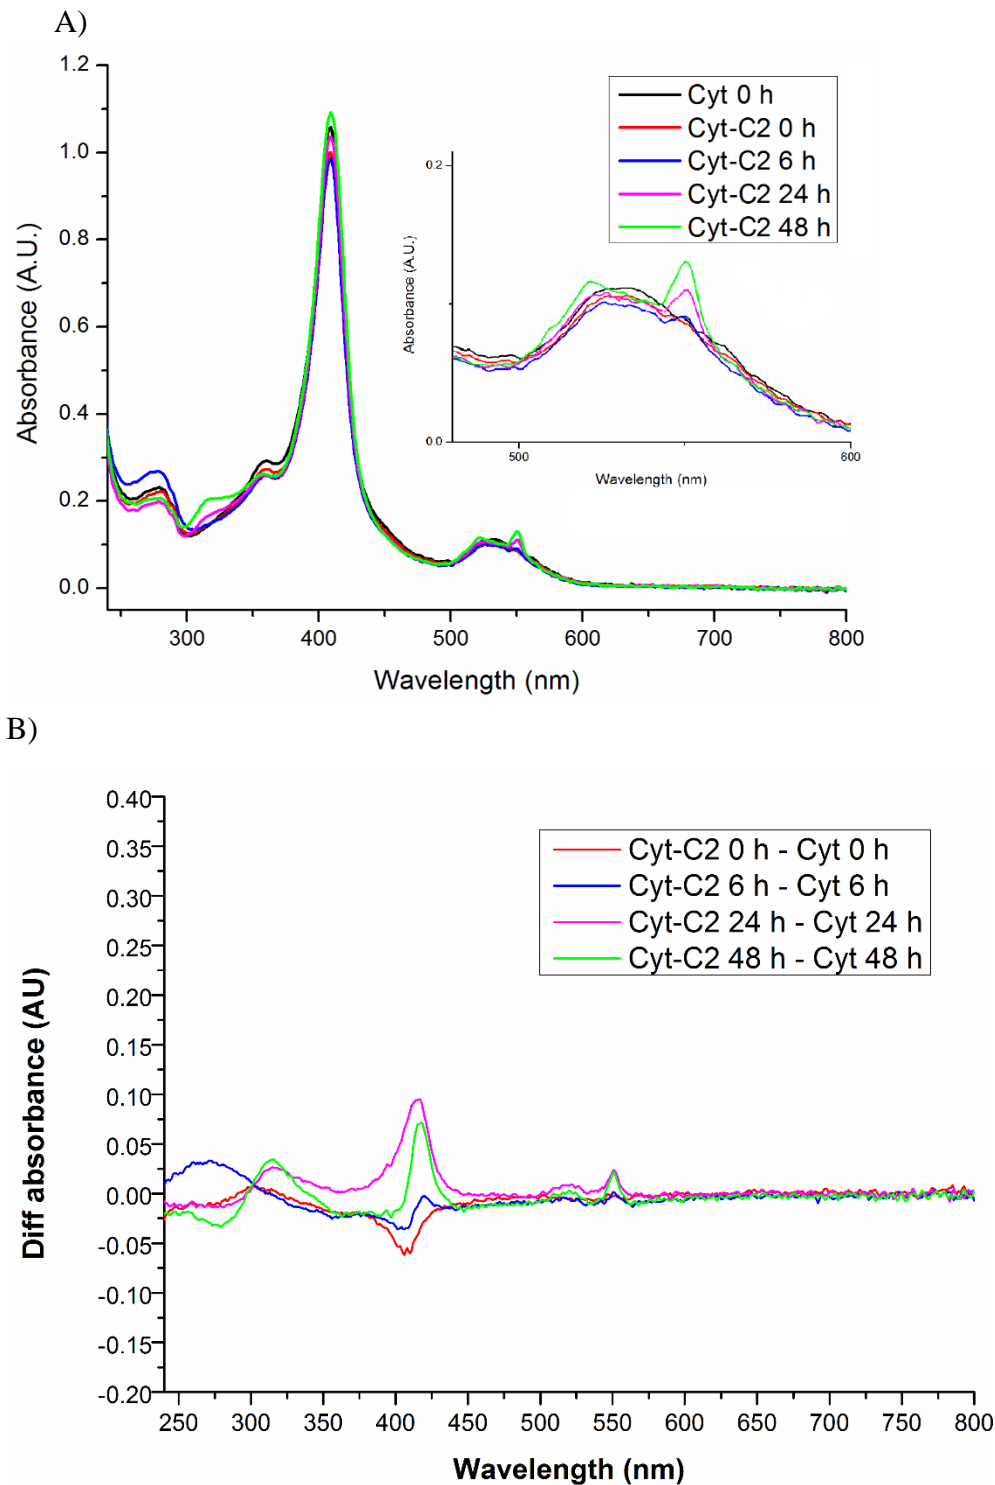 A)
1.2
1.0
0.8
0.6
0.4
0.2
0.0
Absorbance (A.U.)
300 400 500 600 700 800
Wavelength (nm)
Cyt 0 h
Cyt-C2 0 h
Cyt-C2 6 h
Cyt-C2 24 h
Cyt-C2 48 h
0.2
0.0
Absorbance (A.U.)
500 600
Wavelength (nm)
B)
0.40
0.35
0.30
0.25
0.20
0.15
0.10
0.05
0.00
-0.05
-0.10
-0.15
-0.20
Diff absorbance (AU)
Cyt-C2 0 h - Cyt 0 h
Cyt-C2 6 h - Cyt 6 h
Cyt-C2 24 h - Cyt 24 h
Cyt-C2 48 h - Cyt 48 h
250 300 350 400 450 500 550 600 650 700 750 800
Wavelength (nm)